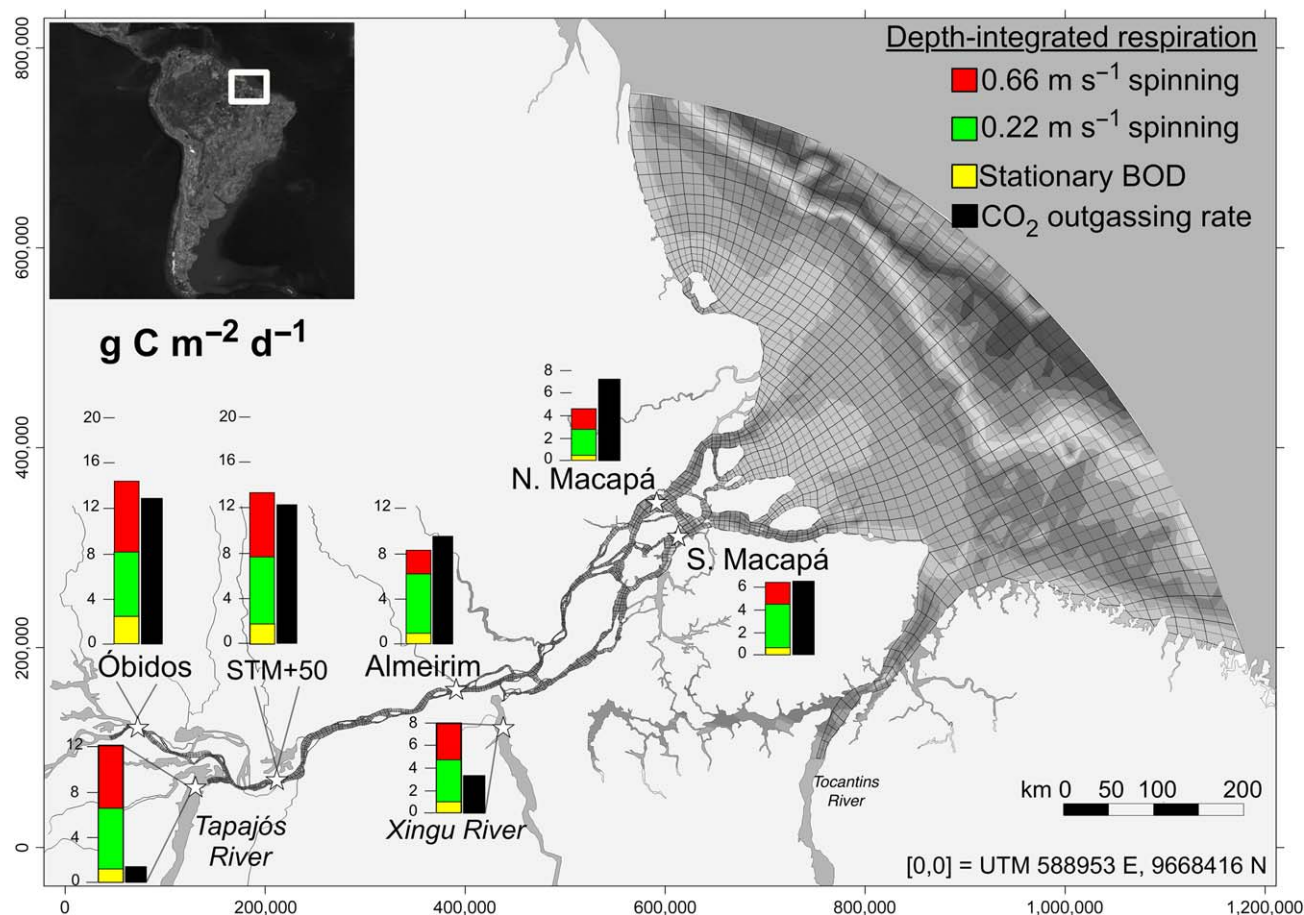 800,000
600,000
400,000
200,000
0
0
200,000
400,000
600,000
800,000
1,000,000
1,200,000
Depth-integrated respiration
0.66 m s⁻¹ spinning
0.22 m s⁻¹ spinning
Stationary BOD
CO₂ outgassing rate
g C m⁻² d⁻¹
20
16
12
8
4
0
Óbidos
20
16
12
8
4
0
STM+50
12
8
4
0
Almeirim
8
6
4
2
0
N. Macapá
S. Macapá
6
4
2
0
12
8
4
0
Tapajós
River
8
6
4
2
0
Xingu River
Tocantins
River
km 0 50 100 200
[0,0] = UTM 588953 E, 9668416 N